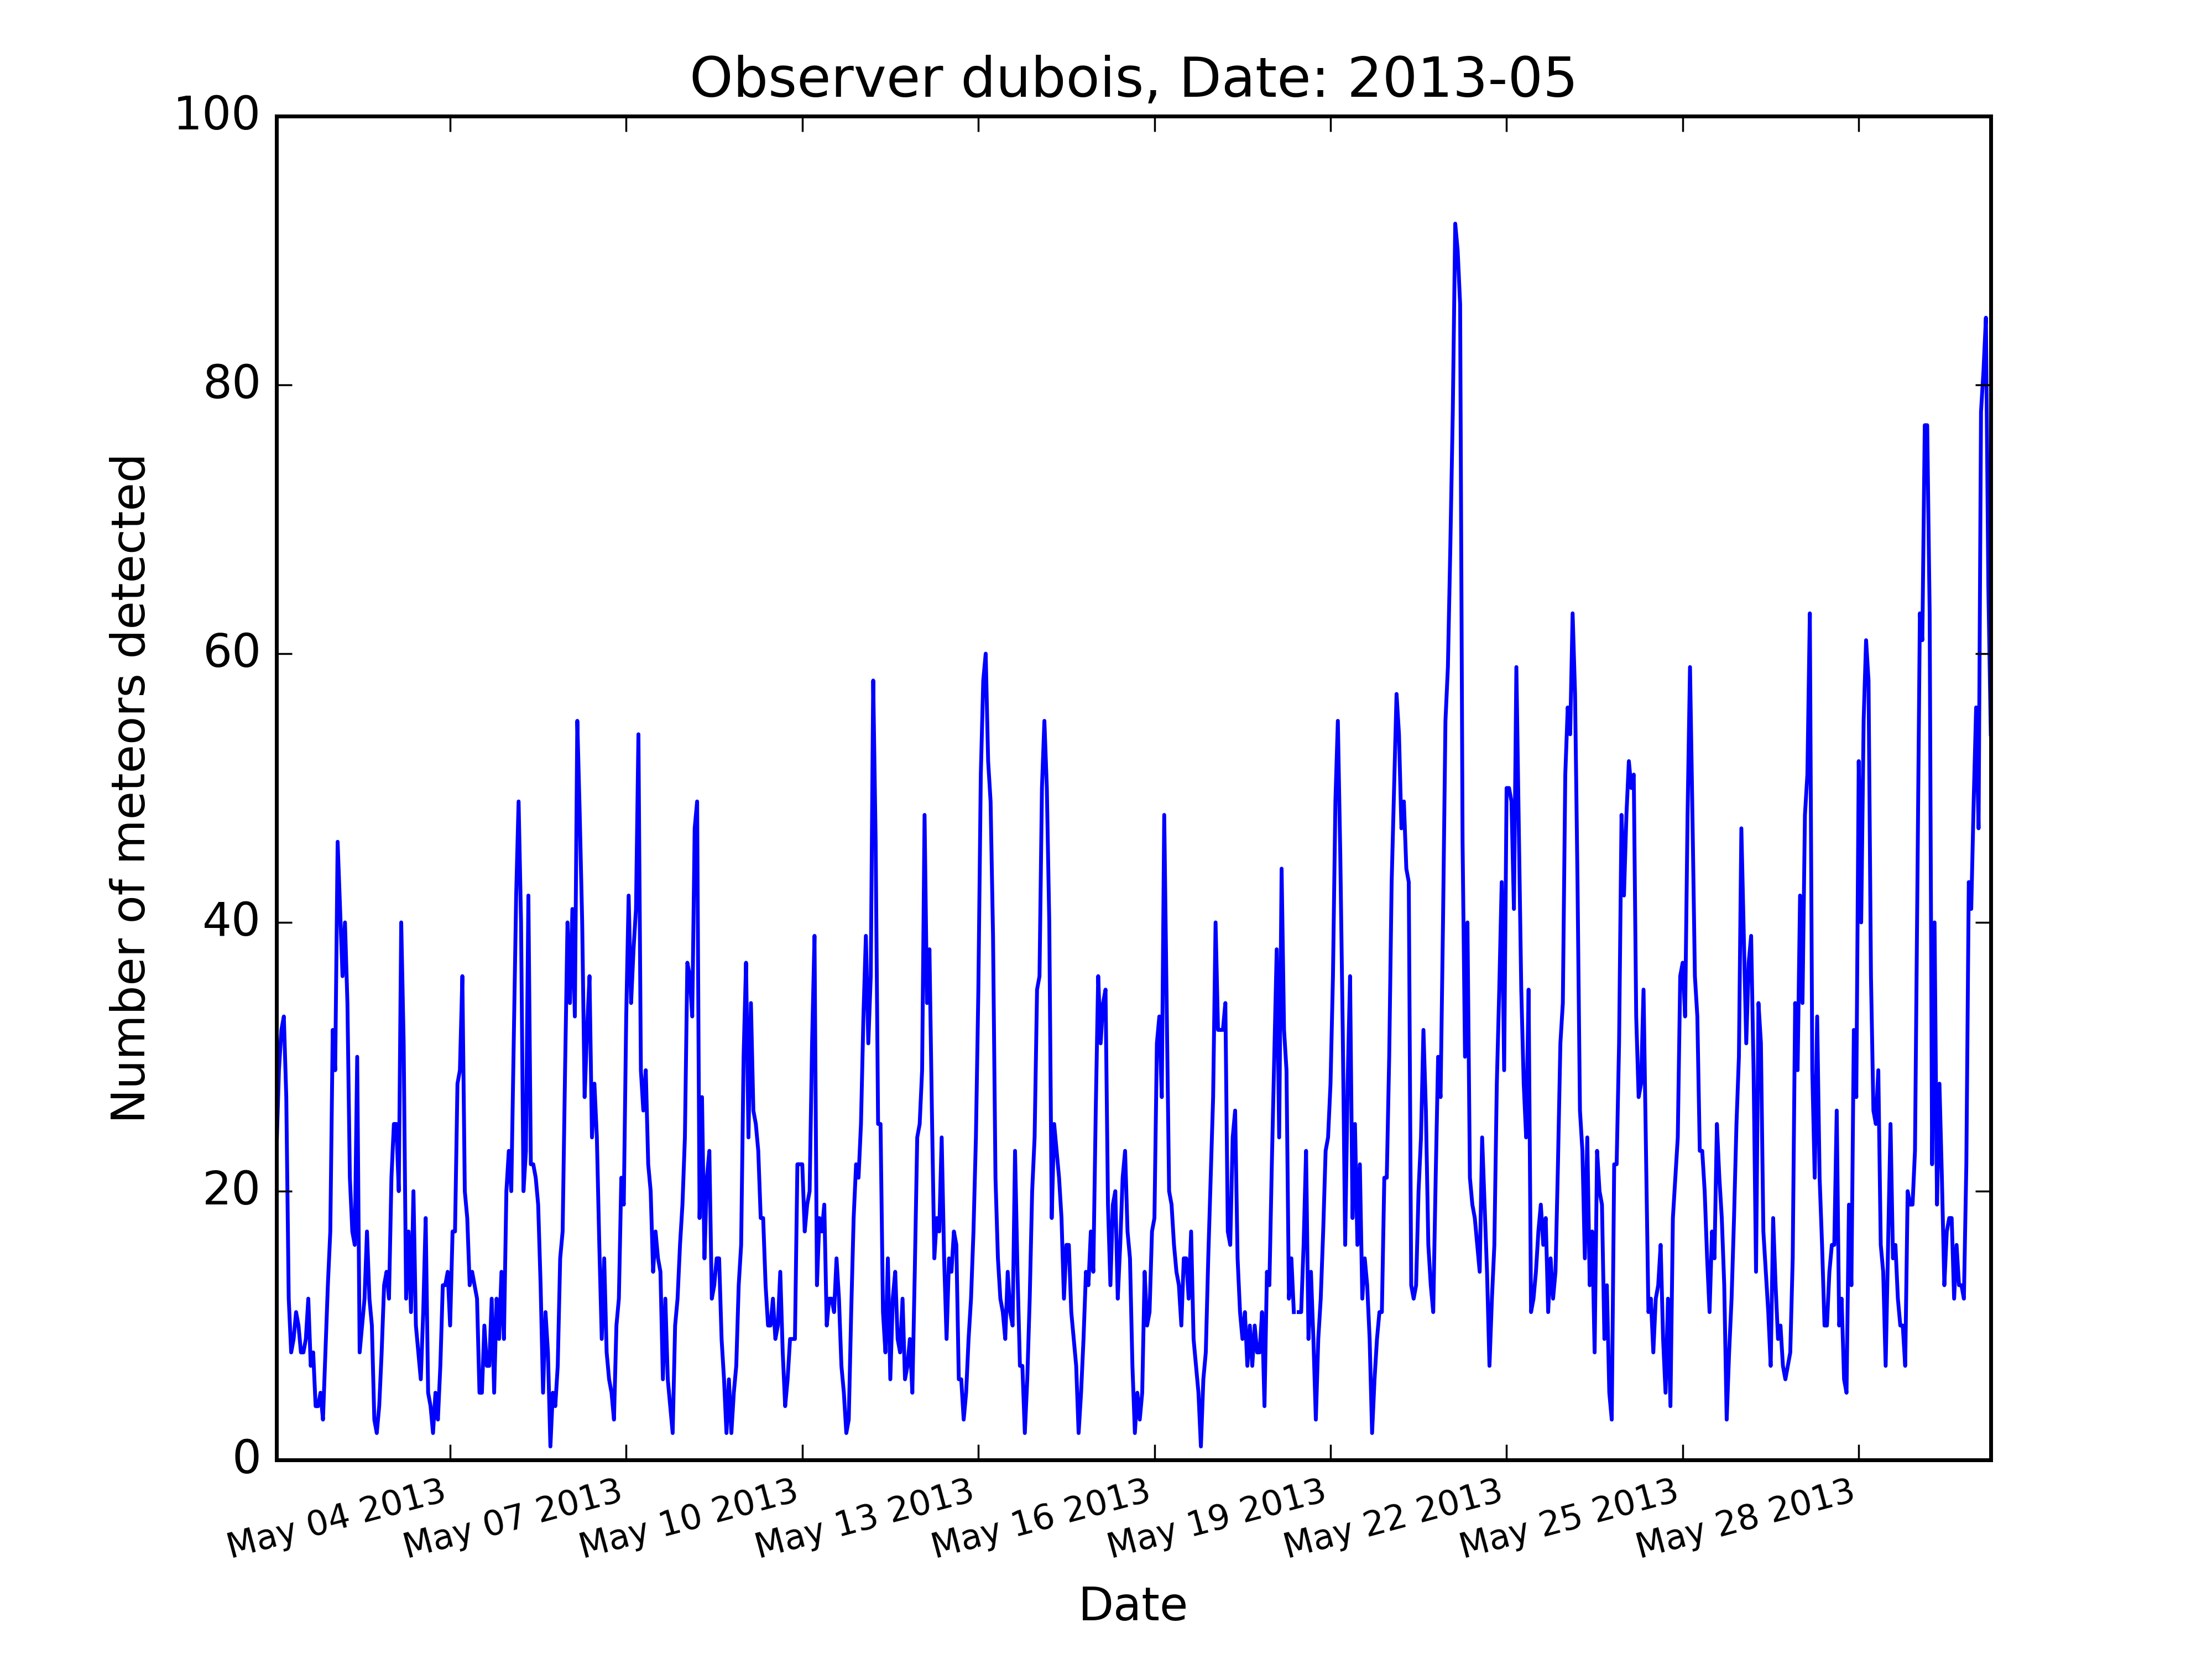 Observer dubois, Date: 2013-05
100
80
60
40
20
0
Number of meteors detected
May 04 2013
May 07 2013
May 10 2013
May 13 2013
May 16 2013
May 19 2013
May 22 2013
May 25 2013
May 28 2013
Date